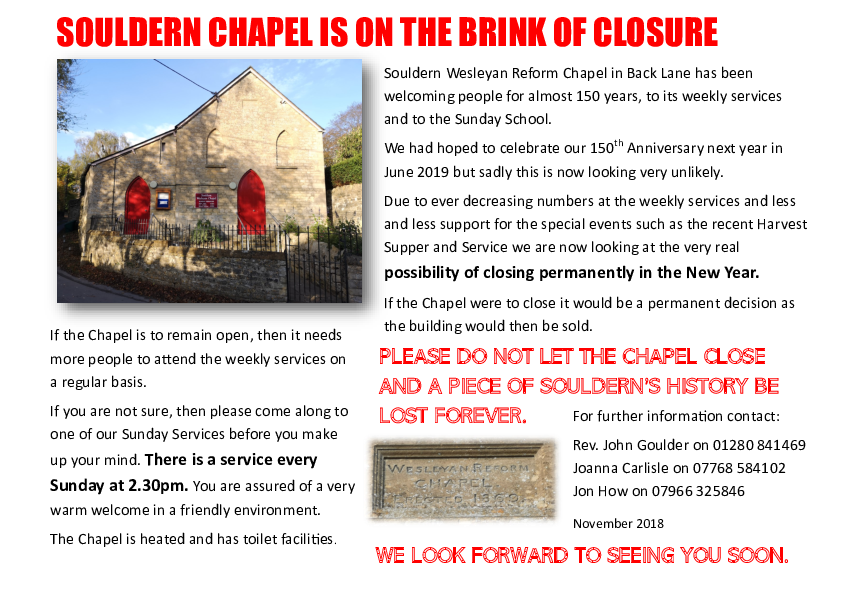 SOULDERN CHAPEL IS ON THE BRINK OF CLOSURE
Souldern Wesleyan Reform Chapel in Back Lane has been
welcoming people for almost 150 years, to its weekly services
and to the Sunday School.
We had hoped to celebrate our 150th Anniversary next year in
June 2019 but sadly this is now looking very unlikely.
Due to ever decreasing numbers at the weekly services and less
and less support for the special events such as the recent Harvest
Supper and Service we are now looking at the very real
possibility of closing permanently in the New Year.
If the Chapel were to close it would be a permanent decision as
the building would then be sold.
If the Chapel is to remain open, then it needs
more people to attend the weekly services on
a regular basis.
If you are not sure, then please come along to
one of our Sunday Services before you make
up your mind. There is a service every
Sunday at 2.30pm. You are assured of a very
warm welcome in a friendly environment.
The Chapel is heated and has toilet facilities.
PLEASE DO NOT LET THE CHAPEL CLOSE
AND A PIECE OF SOULDERN'S HISTORY BE
LOST FOREVER.
WESLEYAN REFORM
CHAPEL
ERECTED 1869
For further information contact:
Rev. John Goulder on 01280 841469
Joanna Carlisle on 07768 584102
Jon How on 07966 325846
November 2018
WE LOOK FORWARD TO SEEING YOU SOON.